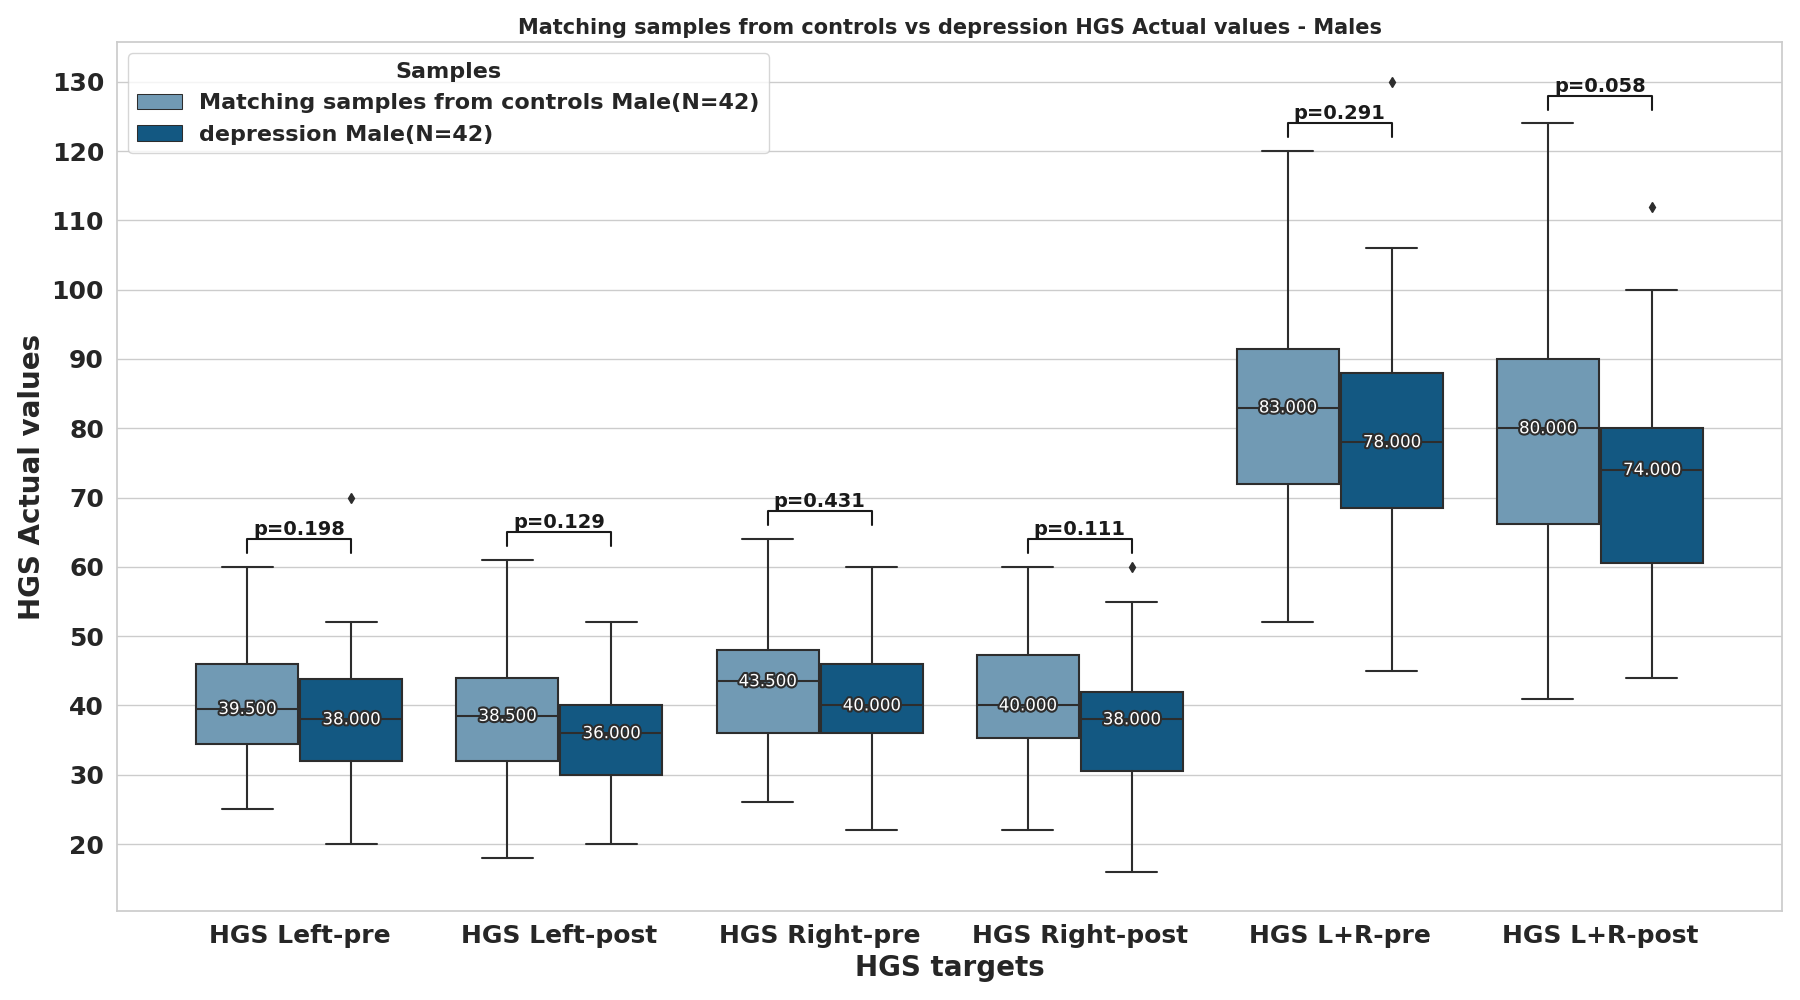 Matching samples from controls vs depression HGS Actual values - Males
Samples
Matching samples from controls Male(N=42)
depression Male(N=42)
HGS Actual values
130
120
110
100
90
80
70
60
50
40
30
20
p=0.198
p=0.129
p=0.431
p=0.111
p=0.291
p=0.058
39.500
38.000
38.500
36.000
43.500
40.000
40.000
38.000
83.000
78.000
80.000
74.000
HGS Left-pre
HGS Left-post
HGS Right-pre
HGS Right-post
HGS L+R-pre
HGS L+R-post
HGS targets